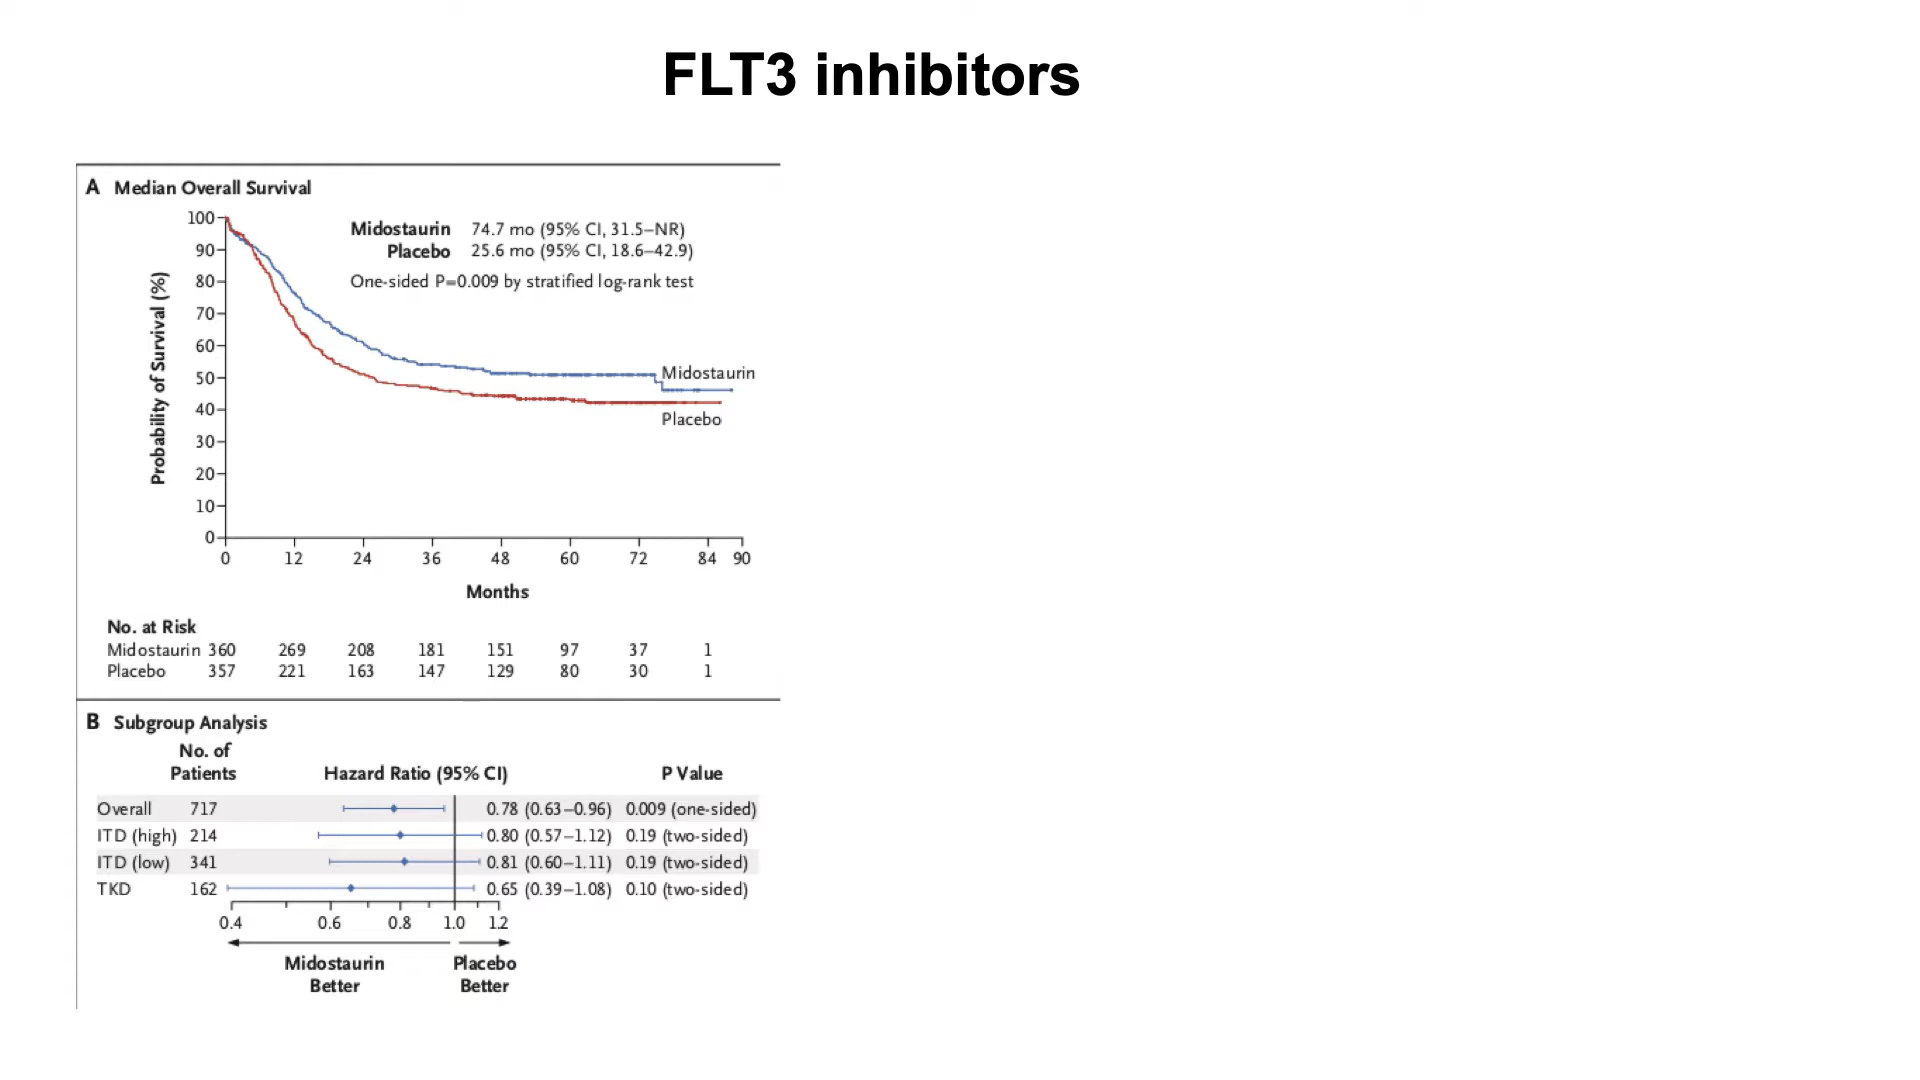 FLT3 inhibitors
A Median Overall Survival
Midostaurin 74.7 mo (95% CI, 31.5–NR)
Placebo 25.6 mo (95% CI, 18.6–42.9)
One-sided P=0.009 by stratified log-rank test
Probability of Survival (%)
100
90
80
70
60
50
40
30
20
10
0
Midostaurin
Placebo
0 12 24 36 48 60 72 84 90
Months
No. at Risk
Midostaurin 360 269 208 181 151 97 37 1
Placebo 357 221 163 147 129 80 30 1
B Subgroup Analysis
No. of
Patients Hazard Ratio (95% CI) P Value
Overall 717 0.78 (0.63–0.96) 0.009 (one-sided)
ITD (high) 214 0.80 (0.57–1.12) 0.19 (two-sided)
ITD (low) 341 0.81 (0.60–1.11) 0.19 (two-sided)
TKD 162 0.65 (0.39–1.08) 0.10 (two-sided)
0.4 0.6 0.8 1.0 1.2
Midostaurin Placebo
Better Better